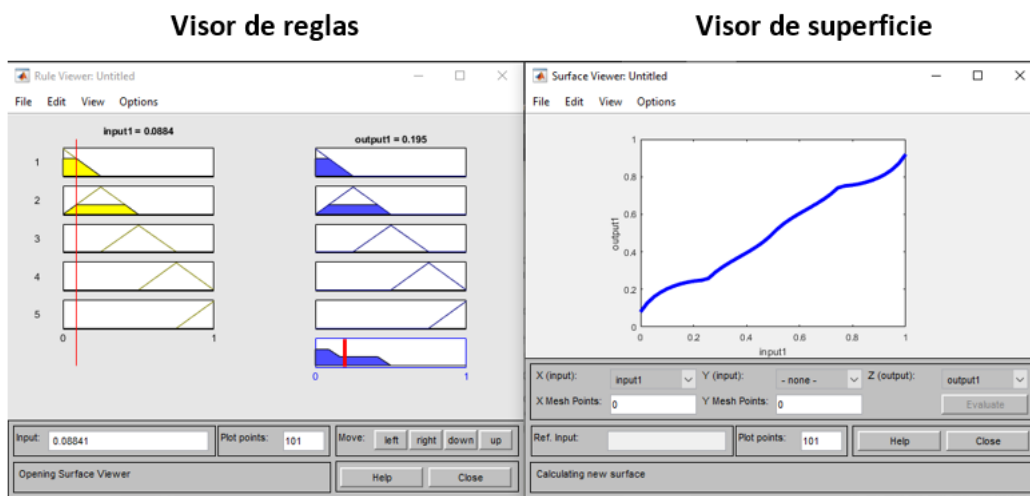 Visor de reglas
Visor de superficie
Rule Viewer: Untitled
File Edit View Options
input1 = 0.0884
output1 = 0.195
1
2
3
4
5
0 1
0 1
Input: 0.08841
Plot points: 101
Move: left right down up
Opening Surface Viewer
Help Close
Surface Viewer: Untitled
File Edit View Options
1
0.8
0.6
0.4
0.2
0
output1
0 0.2 0.4 0.6 0.8 1
input1
X (input): input1 Y (input): - none - Z (output): output1
X Mesh Points: 0 Y Mesh Points: 0 Evaluate
Ref. Input: Plot points: 101 Help Close
Calculating new surface